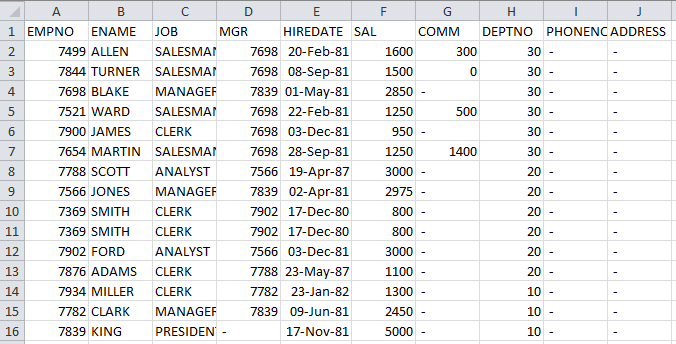 A B C D E F G H I J
1 EMPNO ENAME JOB MGR HIREDATE SAL COMM DEPTNO PHONENO ADDRESS
2 7499 ALLEN SALESMAN 7698 20-Feb-81 1600 300 30 - -
3 7844 TURNER SALESMAN 7698 08-Sep-81 1500 0 30 - -
4 7698 BLAKE MANAGER 7839 01-May-81 2850 - 30 - -
5 7521 WARD SALESMAN 7698 22-Feb-81 1250 500 30 - -
6 7900 JAMES CLERK 7698 03-Dec-81 950 - 30 - -
7 7654 MARTIN SALESMAN 7698 28-Sep-81 1250 1400 30 - -
8 7788 SCOTT ANALYST 7566 19-Apr-87 3000 - 20 - -
9 7566 JONES MANAGER 7839 02-Apr-81 2975 - 20 - -
10 7369 SMITH CLERK 7902 17-Dec-80 800 - 20 - -
11 7369 SMITH CLERK 7902 17-Dec-80 800 - 20 - -
12 7902 FORD ANALYST 7566 03-Dec-81 3000 - 20 - -
13 7876 ADAMS CLERK 7788 23-May-87 1100 - 20 - -
14 7934 MILLER CLERK 7782 23-Jan-82 1300 - 10 - -
15 7782 CLARK MANAGER 7839 09-Jun-81 2450 - 10 - -
16 7839 KING PRESIDEN - 17-Nov-81 5000 - 10 - -